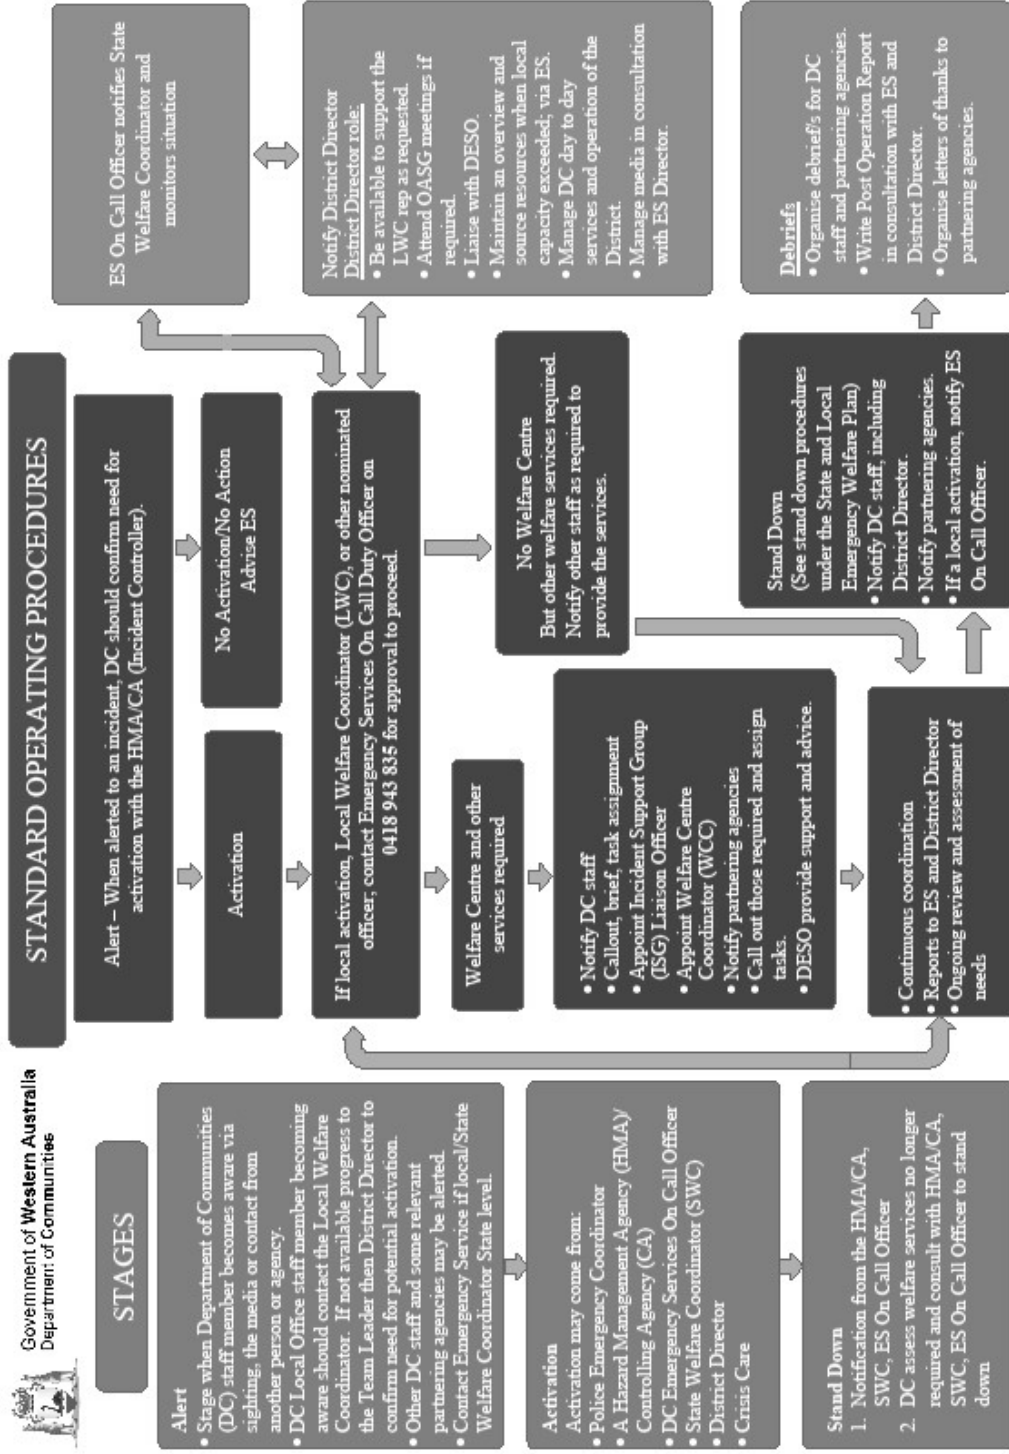 Government of Western Australia
Department of Communities
STAGES
Alert
• Stage when Department of Communities
(DC) staff member becomes aware via
sighting, the media or contact from
another person or agency.
• DC Local Office staff member becoming
aware should contact the Local Welfare
Coordinator. If not available progress to
the Team Leader then District Director to
confirm need for potential activation.
• Other DC staff and some relevant
partnering agencies may be alerted.
• Contact Emergency Service if local/State
Welfare Coordinator State level.
Activation
Activation may come from:
• Police Emergency Coordinator
• A Hazard Management Agency (HMA)/
Controlling Agency (CA)
• DC Emergency Services On Call Officer
• State Welfare Coordinator (SWC)
• District Director
• Crisis Care
Stand Down
1. Notification from the HMA/CA,
SWC, ES On Call Officer
2. DC assess welfare services no longer
required and consult with HMA/CA,
SWC, ES On Call Officer to stand
down
STANDARD OPERATING PROCEDURES
Alert – When alerted to an incident, DC should confirm need for
activation with the HMA/CA (Incident Controller).
Activation
No Activation/No Action
Advise ES
If local activation, Local Welfare Coordinator (LWC), or other nominated
officer; contact Emergency Services On Call Duty Officer on
0418 943 835 for approval to proceed.
Welfare Centre and other
services required
No Welfare Centre
But other welfare services required.
Notify other staff as required to
provide the services.
• Notify DC staff
• Callout, brief, task assignment
• Appoint Incident Support Group
(ISG) Liaison Officer
• Appoint Welfare Centre
Coordinator (WCC)
• Notify partnering agencies
• Call out those required and assign
tasks.
• DESO provide support and advice.
• Continuous coordination
• Reports to ES and District Director
• Ongoing review and assessment of
needs
Stand Down
(See stand down procedures
under the State and Local
Emergency Welfare Plan)
• Notify DC staff, including
District Director.
• Notify partnering agencies.
• If a local activation, notify ES
On Call Officer.
ES On Call Officer notifies State
Welfare Coordinator and
monitors situation
Notify District Director
District Director role:
• Be available to support the
LWC rep as requested.
• Attend OASG meetings if
required.
• Liaise with DESO.
• Maintain an overview and
source resources when local
capacity exceeded; via ES.
• Manage DC day to day
services and operation of the
District.
• Manage media in consultation
with ES Director.
Debriefs
• Organise debrief/s for DC
staff and partnering agencies.
• Write Post Operation Report
in consultation with ES and
District Director.
• Organise letters of thanks to
partnering agencies.